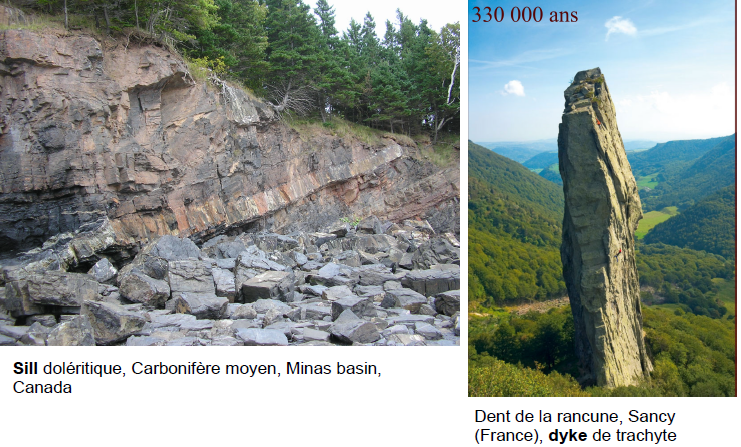 330 000 ans
Sill doléritique, Carbonifère moyen, Minas basin,
Canada
Dent de la rancune, Sancy
(France), dyke de trachyte